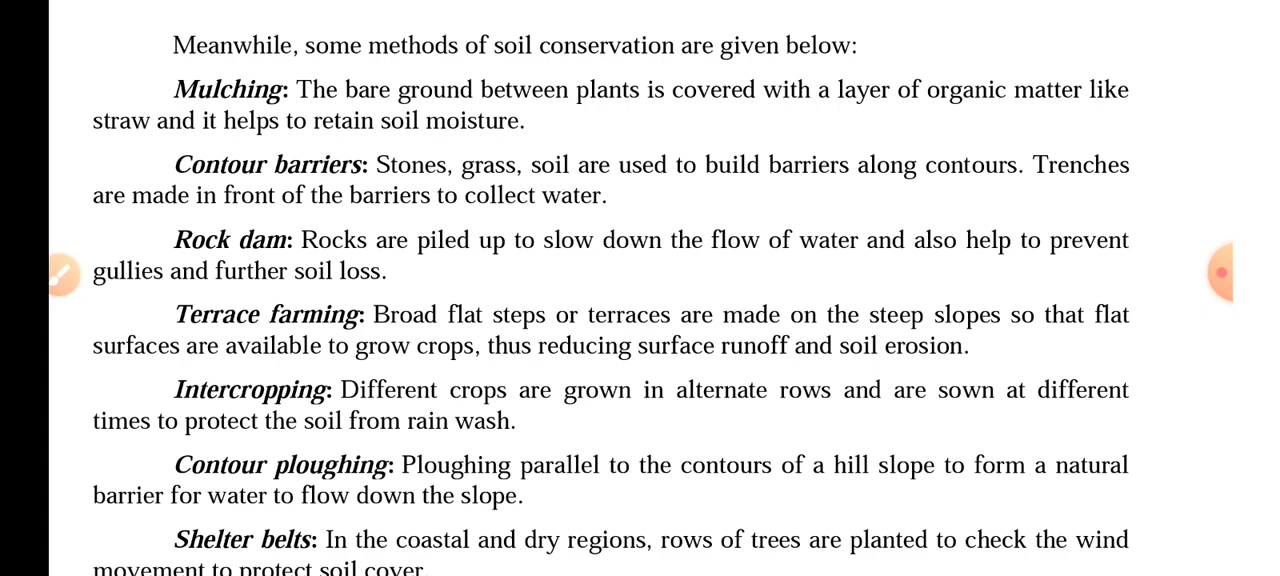 Meanwhile, some methods of soil conservation are given below:
Mulching: The bare ground between plants is covered with a layer of organic matter like
straw and it helps to retain soil moisture.
Contour barriers: Stones, grass, soil are used to build barriers along contours. Trenches
are made in front of the barriers to collect water.
Rock dam: Rocks are piled up to slow down the flow of water and also help to prevent
gullies and further soil loss.
Terrace farming: Broad flat steps or terraces are made on the steep slopes so that flat
surfaces are available to grow crops, thus reducing surface runoff and soil erosion.
Intercropping: Different crops are grown in alternate rows and are sown at different
times to protect the soil from rain wash.
Contour ploughing: Ploughing parallel to the contours of a hill slope to form a natural
barrier for water to flow down the slope.
Shelter belts: In the coastal and dry regions, rows of trees are planted to check the wind
movement to protect soil cover.